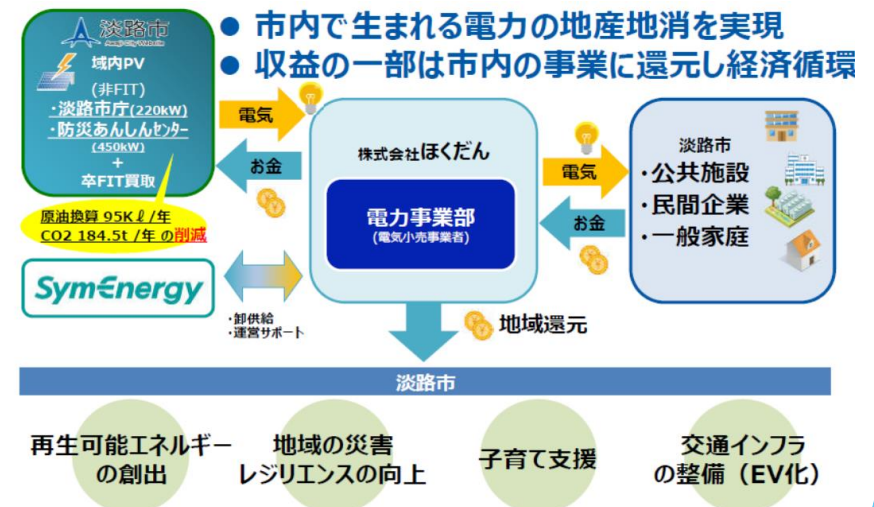 淡路市
Awaji City Website
● 市内で生まれる電力の地産地消を実現
● 収益の一部は市内の事業に還元し経済循環
域内PV
(非FIT)
・淡路市庁(220kW)
・防災あんしんセンター
(450kW)
+
卒FIT買取
原油換算 95Kℓ/年
CO2 184.5t /年 の削減
電気
お金
株式会社ほくだん
電力事業部
(電気小売事業者)
電気
お金
淡路市
・公共施設
・民間企業
・一般家庭
SymEnergy
・卸供給
・運営サポート
地域還元
淡路市
再生可能エネルギー
の創出
地域の災害
レジリエンスの向上
子育て支援
交通インフラ
の整備（EV化）